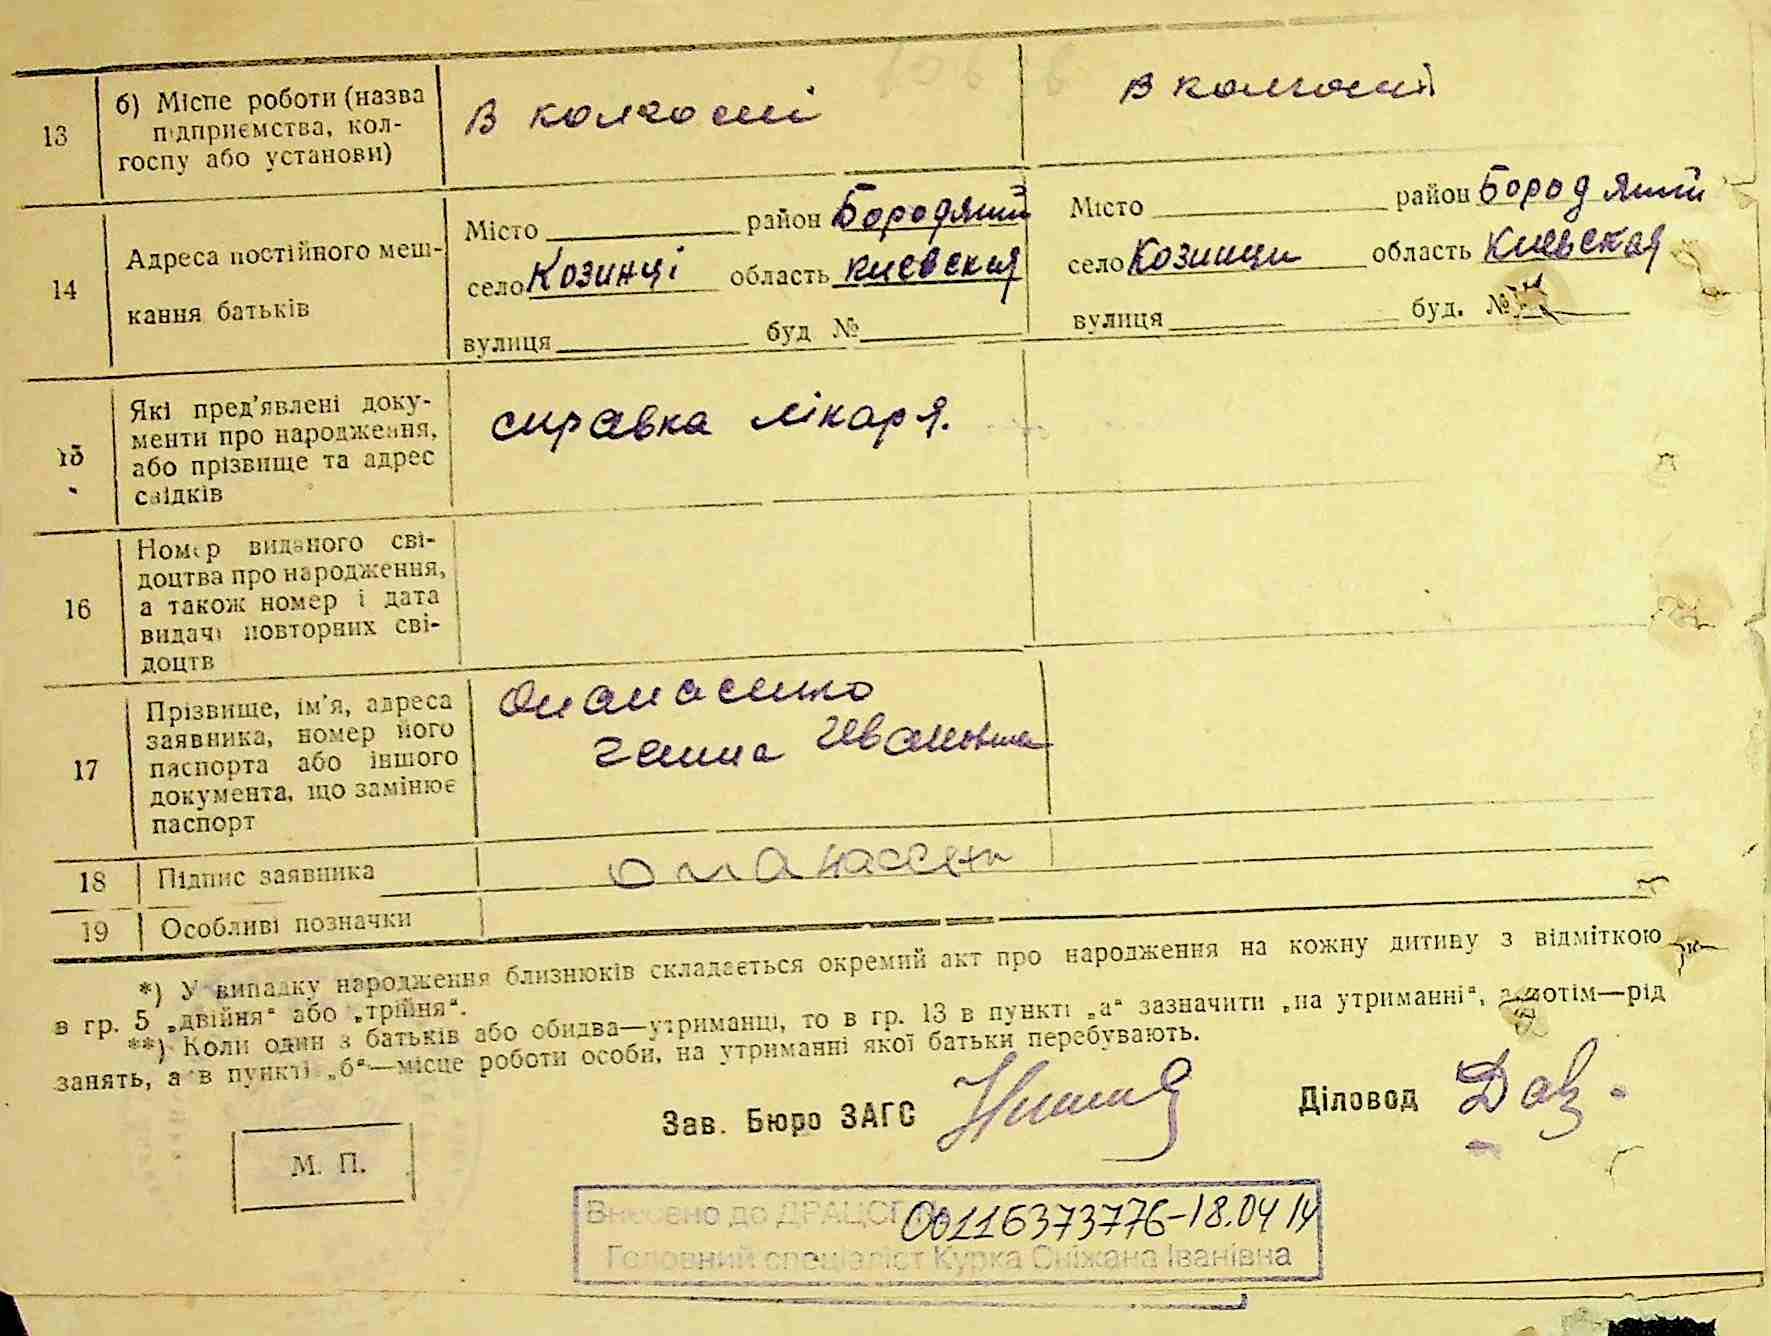 13
б) Місце роботи (назва
підприємства, кол-
госпу або установи)
В колгоспі
В колгоспі
14
Адреса постійного меш-
кання батьків
Місто район Бородянський
село Козинці область Киевская
вулиця буд №
Місто район Бородянський
село Козинци область Киевская
вулиця буд. №
15
Які пред’явлені доку-
менти про народження,
або прізвище та адрес
свідків
справка лікаря.
16
Номер виданого сві-
доцтва про народження,
а також номер і дата
видачі повторних сві-
доцтв
17
Прізвище, ім’я, адреса
заявника, номер його
паспорта або іншого
документа, що замінює
паспорт
Опанасенко
Ганна Івановна
18
Підпис заявника
19
Особливі позначки
*) У випадку народження близнюків складається окремий акт про народження на кожну дитину з відміткою
в гр. 5 „двійня“ або „трійня“.
**) Коли один з батьків або обидва—утриманці, то в гр. 13 в пункті „а“ зазначити „на утриманні“, а потім—рід
занять, а в пункті „б“—місце роботи особи, на утриманні якої батьки перебувають.
Зав. Бюро ЗАГС
Діловод
М. П.
Внесено до ДРАЦСГ № 00116373776-18.04 14
Головний спеціаліст Курка Сніжана Іванівна